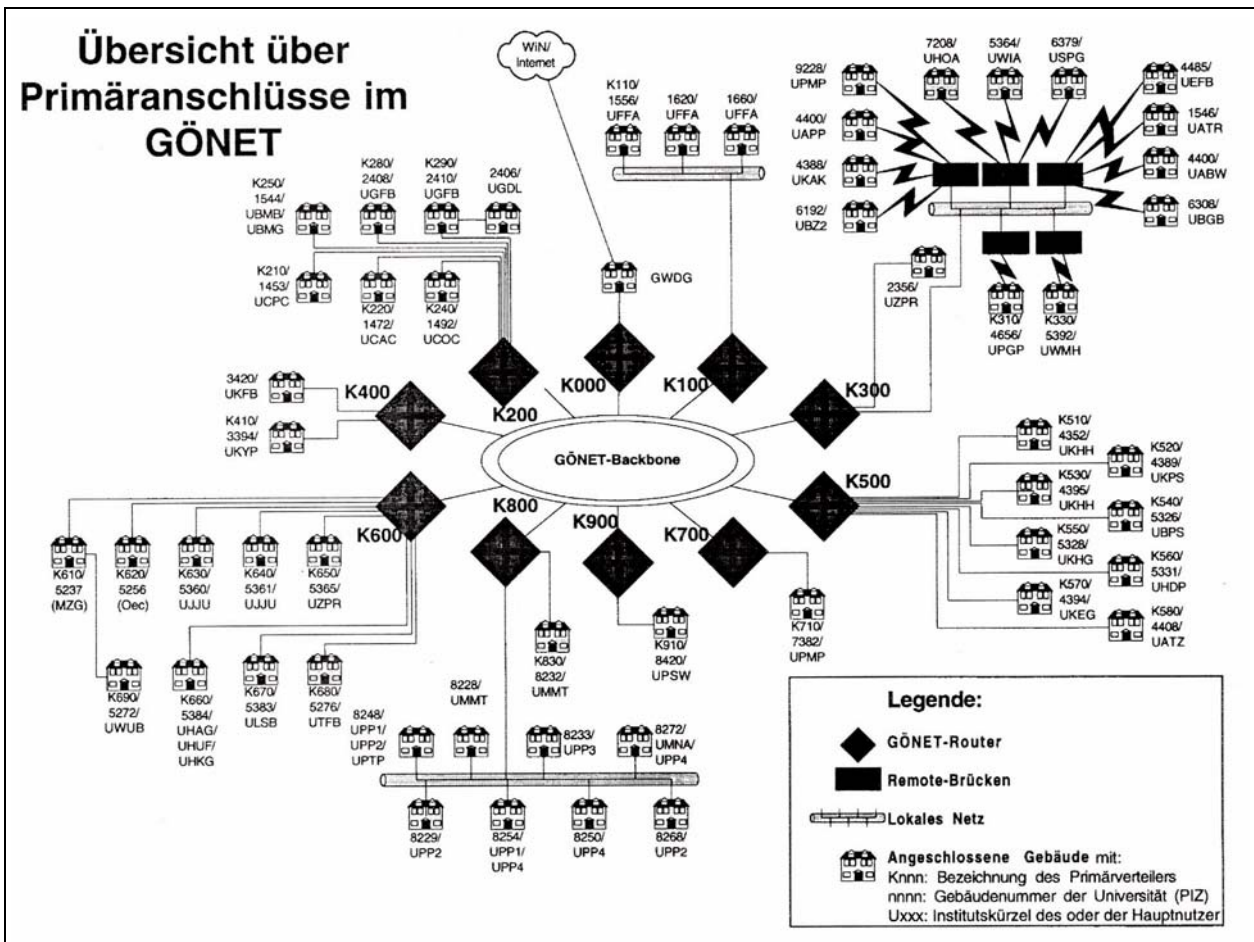 Übersicht über
Primäranschlüsse im
GÖNET
WiN/
Internet
K110/
1556/
UFFA
1620/
UFFA
1660/
UFFA
9228/
UPMP
7208/
UHOA
5364/
UWIA
6379/
USPG
4485/
UEFB
4400/
UAPP
1546/
UATR
4388/
UKAK
4400/
UABW
6192/
UBZ2
6308/
UBGB
K250/
1544/
UBMB/
UBMG
K280/
2408/
UGFB
K290/
2410/
UGFB
2406/
UGDL
K210/
1453/
UCPC
K220/
1472/
UCAC
K240/
1492/
UCOC
GWDG
2356/
UZPR
K310/
4656/
UPGP
K330/
5392/
UWMH
3420/
UKFB
K410/
3394/
UKYP
K400
K200
K000
K100
K300
GÖNET-Backbone
K600
K800
K900
K700
K500
K510/
4352/
UKHH
K520/
4389/
UKPS
K530/
4395/
UKHH
K540/
5326/
UBPS
K550/
5328/
UKHG
K560/
5331/
UHDP
K570/
4394/
UKEG
K580/
4408/
UATZ
K610/
5237
(MZG)
K620/
5256
(Oec)
K630/
5360/
UJJU
K640/
5361/
UJJU
K650/
5365/
UZPR
K690/
5272/
UWUB
K660/
5384/
UHAG/
UHUF/
UHKG
K670/
5383/
ULSB
K680/
5276/
UTFB
K830/
8232/
UMMT
K910/
8420/
UPSW
K710/
7382/
UPMP
8248/
UPP1/
UPP2/
UPTP
8228/
UMMT
8233/
UPP3
8272/
UMNA/
UPP4
8229/
UPP2
8254/
UPP1/
UPP4
8250/
UPP4
8268/
UPP2
Legende:
GÖNET-Router
Remote-Brücken
Lokales Netz
Angeschlossene Gebäude mit:
Knnn: Bezeichnung des Primärverteilers
nnnn: Gebäudenummer der Universität (PIZ)
Uxxx: Institutskürzel des oder der Hauptnutzer